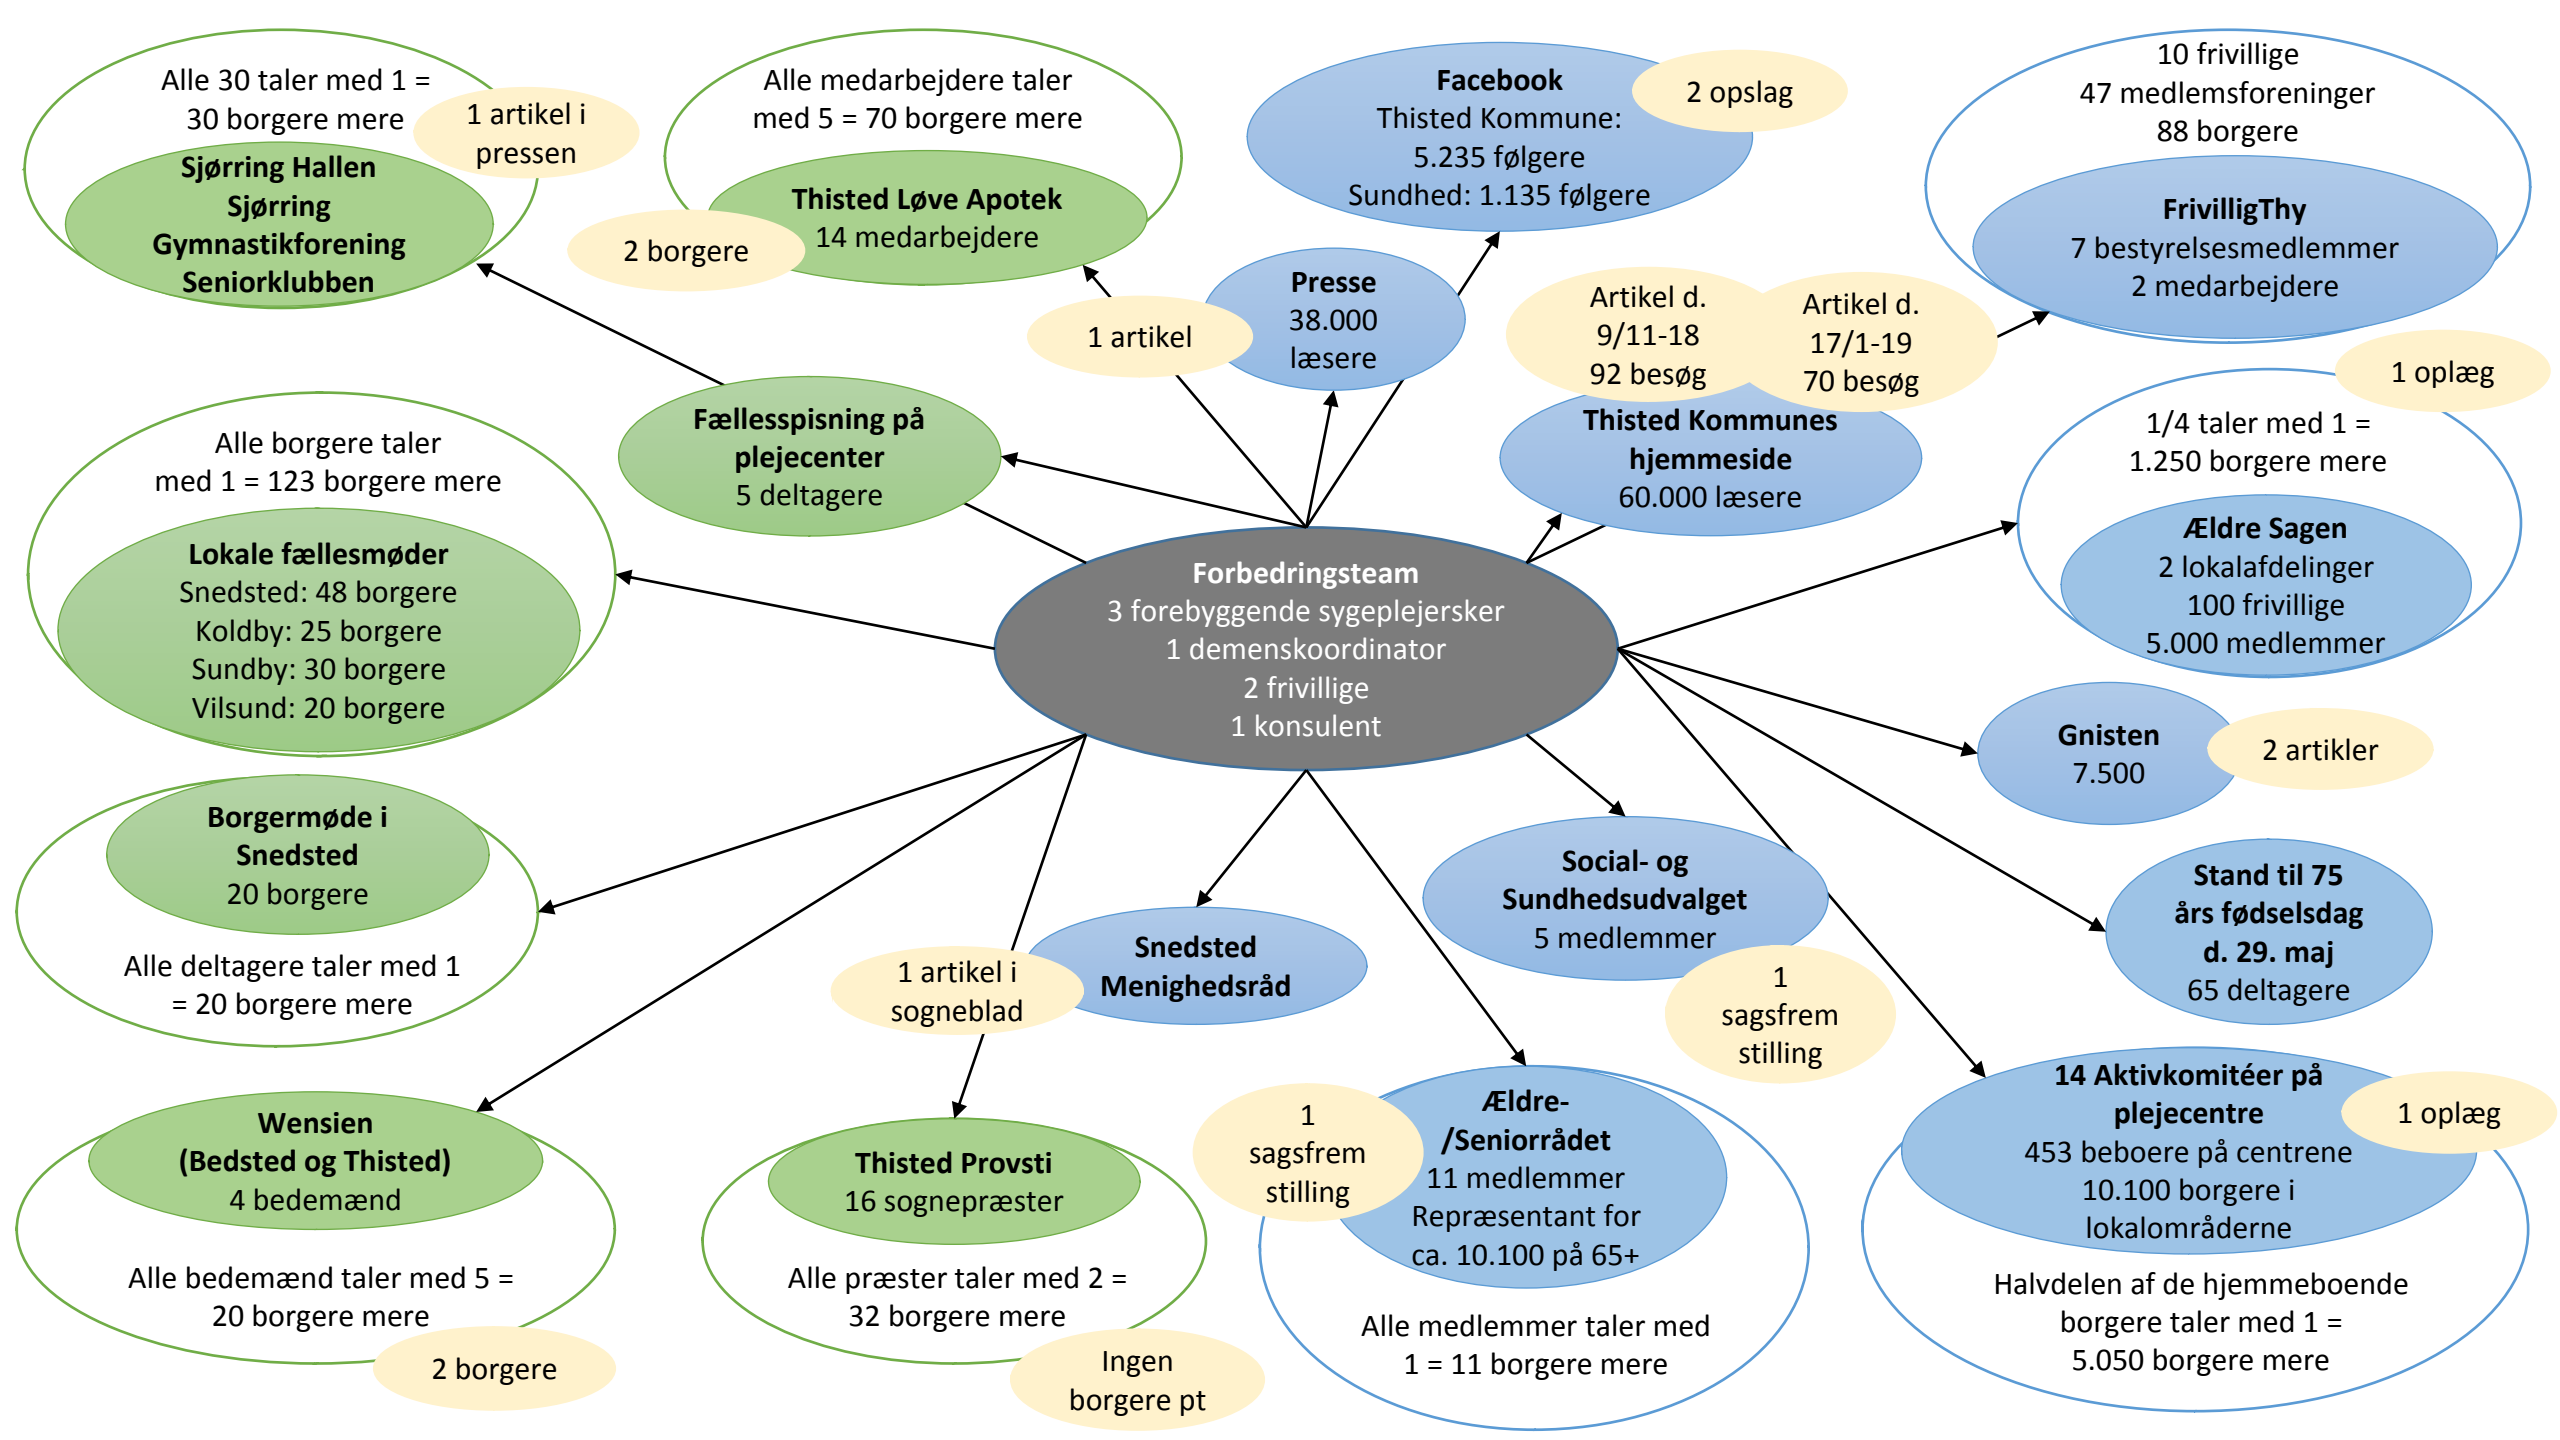 Alle 30 taler med 1 =
30 borgere mere
1 artikel i
pressen
Sjørring Hallen
Sjørring
Gymnastikforening
Seniorklubben
Alle medarbejdere taler
med 5 = 70 borgere mere
Thisted Løve Apotek
14 medarbejdere
2 borgere
Facebook
Thisted Kommune:
5.235 følgere
Sundhed: 1.135 følgere
2 opslag
10 frivillige
47 medlemsforeninger
88 borgere
FrivilligThy
7 bestyrelsesmedlemmer
2 medarbejdere
1 artikel
Presse
38.000
læsere
Artikel d.
9/11-18
92 besøg
Artikel d.
17/1-19
70 besøg
Thisted Kommunes
hjemmeside
60.000 læsere
1 oplæg
1/4 taler med 1 =
1.250 borgere mere
Ældre Sagen
2 lokalafdelinger
100 frivillige
5.000 medlemmer
Fællesspisning på
plejecenter
5 deltagere
Alle borgere taler
med 1 = 123 borgere mere
Lokale fællesmøder
Snedsted: 48 borgere
Koldby: 25 borgere
Sundby: 30 borgere
Vilsund: 20 borgere
Forbedringsteam
3 forebyggende sygeplejersker
1 demenskoordinator
2 frivillige
1 konsulent
Gnisten
7.500
2 artikler
Borgermøde i
Snedsted
20 borgere
Alle deltagere taler med 1
= 20 borgere mere
1 artikel i
sogneblad
Snedsted
Menighedsråd
Social- og
Sundhedsudvalget
5 medlemmer
1
sagsfrem
stilling
Stand til 75
års fødselsdag
d. 29. maj
65 deltagere
Wensien
(Bedsted og Thisted)
4 bedemænd
Alle bedemænd taler med 5 =
20 borgere mere
2 borgere
Thisted Provsti
16 sognepræster
Alle præster taler med 2 =
32 borgere mere
Ingen
borgere pt
1
sagsfrem
stilling
Ældre-
/Seniorrådet
11 medlemmer
Repræsentant for
ca. 10.100 på 65+
Alle medlemmer taler med
1 = 11 borgere mere
14 Aktivkomitéer på
plejecentre
453 beboere på centrene
10.100 borgere i
lokalområderne
1 oplæg
Halvdelen af de hjemmeboende
borgere taler med 1 =
5.050 borgere mere